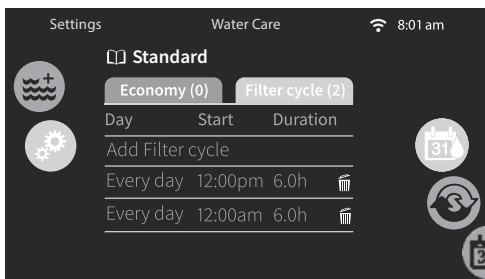 Settings Water Care 8:01 am
Standard
Economy (0) Filter cycle (2)
Day Start Duration
Add Filter cycle
Every day 12:00pm 6.0h
Every day 12:00am 6.0h
31
S